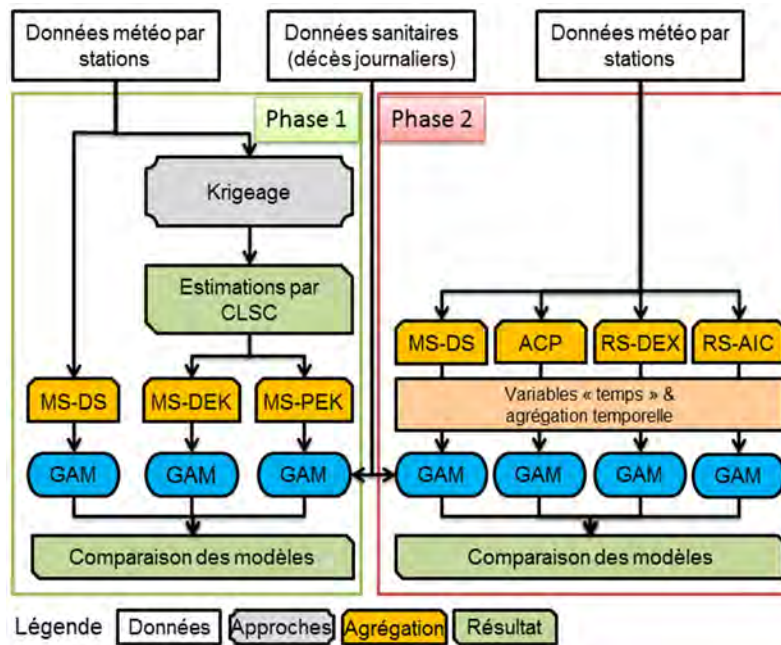 Données météo par
stations
Données sanitaires
(décès journaliers)
Données météo par
stations
Phase 1
Phase 2
Krigeage
Estimations par
CLSC
MS-DS
MS-DEK
MS-PEK
MS-DS
ACP
RS-DEX
RS-AIC
Variables « temps » &
agrégation temporelle
GAM
GAM
GAM
GAM
GAM
GAM
GAM
Comparaison des modèles
Comparaison des modèles
Légende
Données
Approches
Agrégation
Résultat